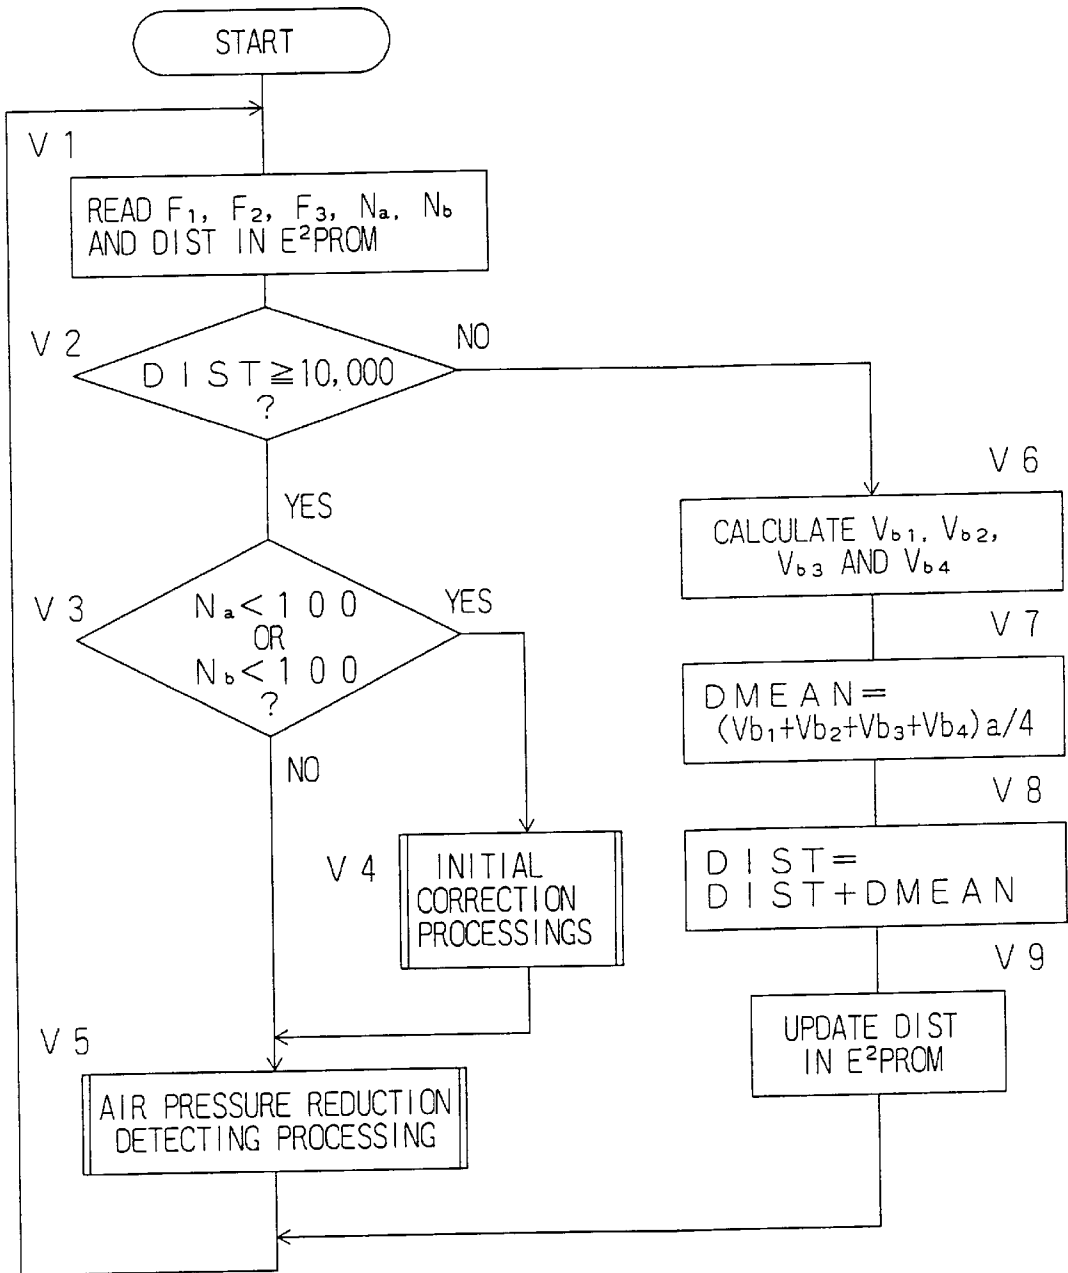 START
V 1
READ F₁, F₂, F₃, Nₐ, N_b
AND DIST IN E²PROM
V 2
DIST≧10,000
?
NO
YES
V 3
Nₐ<100
OR
N_b<100
?
YES
NO
V 4
INITIAL
CORRECTION
PROCESSINGS
V 5
AIR PRESSURE REDUCTION
DETECTING PROCESSING
V 6
CALCULATE V_b₁, V_b₂,
V_b₃ AND V_b₄
V 7
DMEAN=
(Vb₁+Vb₂+Vb₃+Vb₄)a/4
V 8
DIST=
DIST+DMEAN
V 9
UPDATE DIST
IN E²PROM